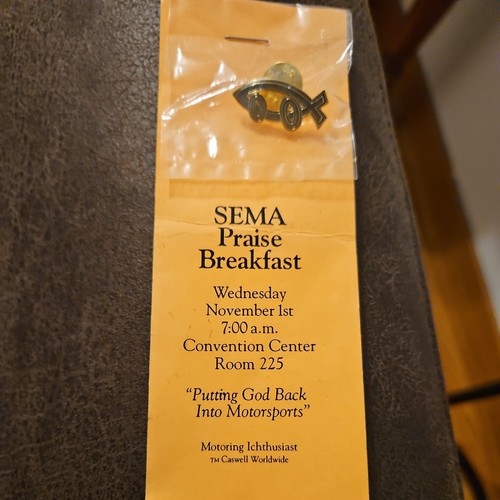 SEMA
Praise
Breakfast
Wednesday
November 1st
7:00 a.m.
Convention Center
Room 225
"Putting God Back
Into Motorsports"
Motoring Ichthusiast
TM Caswell Worldwide